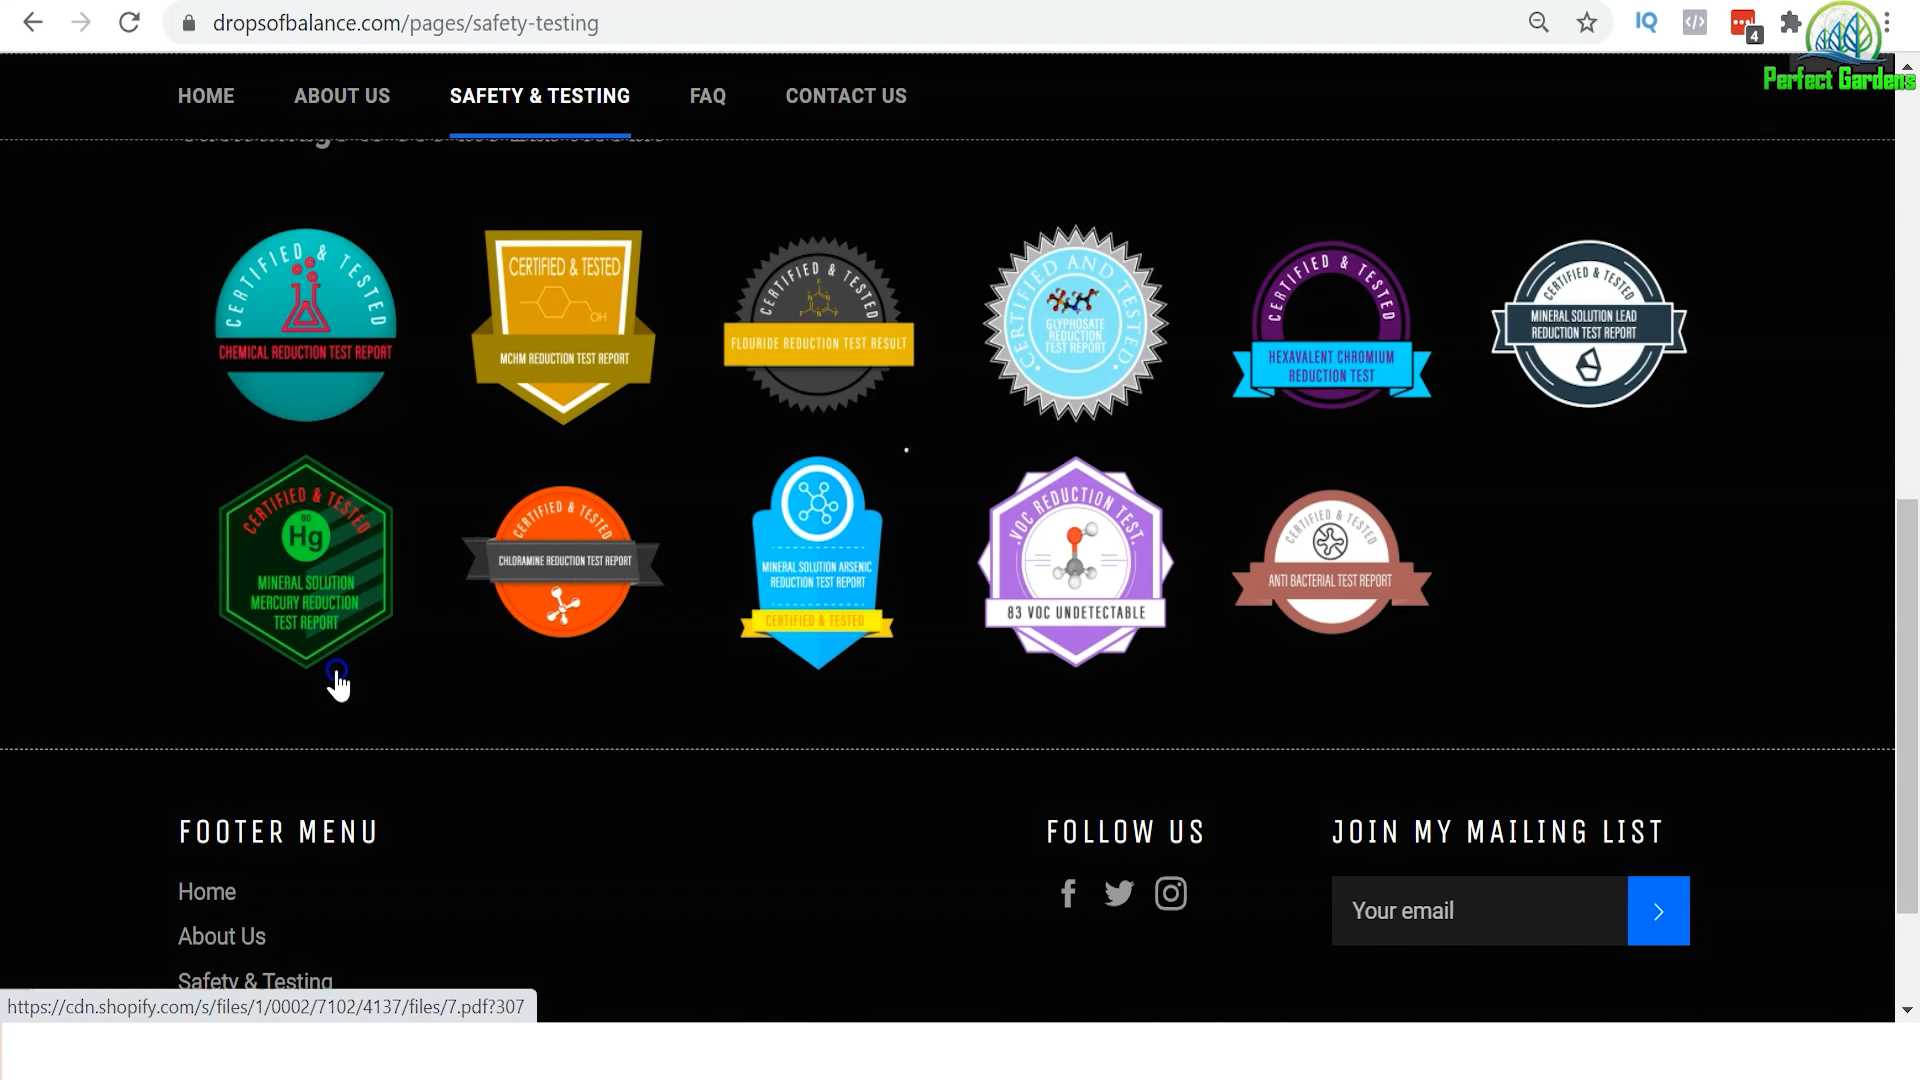 dropsofbalance.com/pages/safety-testing
IQ
4
Perfect Gardens
HOME
ABOUT US
SAFETY & TESTING
FAQ
CONTACT US
CERTIFIED & TESTED
CHEMICAL REDUCTION TEST REPORT
CERTIFIED & TESTED
OH
MCHM REDUCTION TEST REPORT
CERTIFIED & TESTED
FLOURIDE REDUCTION TEST RESULT
CERTIFIED AND TESTED
GLYPHOSATE
REDUCTION
TEST REPORT
CERTIFIED & TESTED
HEXAVALENT CHROMIUM
REDUCTION TEST
CERTIFIED & TESTED
MINERAL SOLUTION LEAD
REDUCTION TEST REPORT
CERTIFIED & TESTED
80
Hg
MINERAL SOLUTION
MERCURY REDUCTION
TEST REPORT
CERTIFIED & TESTED
CHLORAMINE REDUCTION TEST REPORT
MINERAL SOLUTION ARSENIC
REDUCTION TEST REPORT
CERTIFIED & TESTED
.VOC REDUCTION TEST.
83 VOC UNDETECTABLE
CERTIFIED & TESTED
ANTI BACTERIAL TEST REPORT
FOOTER MENU
Home
About Us
Safety & Testing
FOLLOW US
JOIN MY MAILING LIST
Your email
https://cdn.shopify.com/s/files/1/0002/7102/4137/files/7.pdf?307